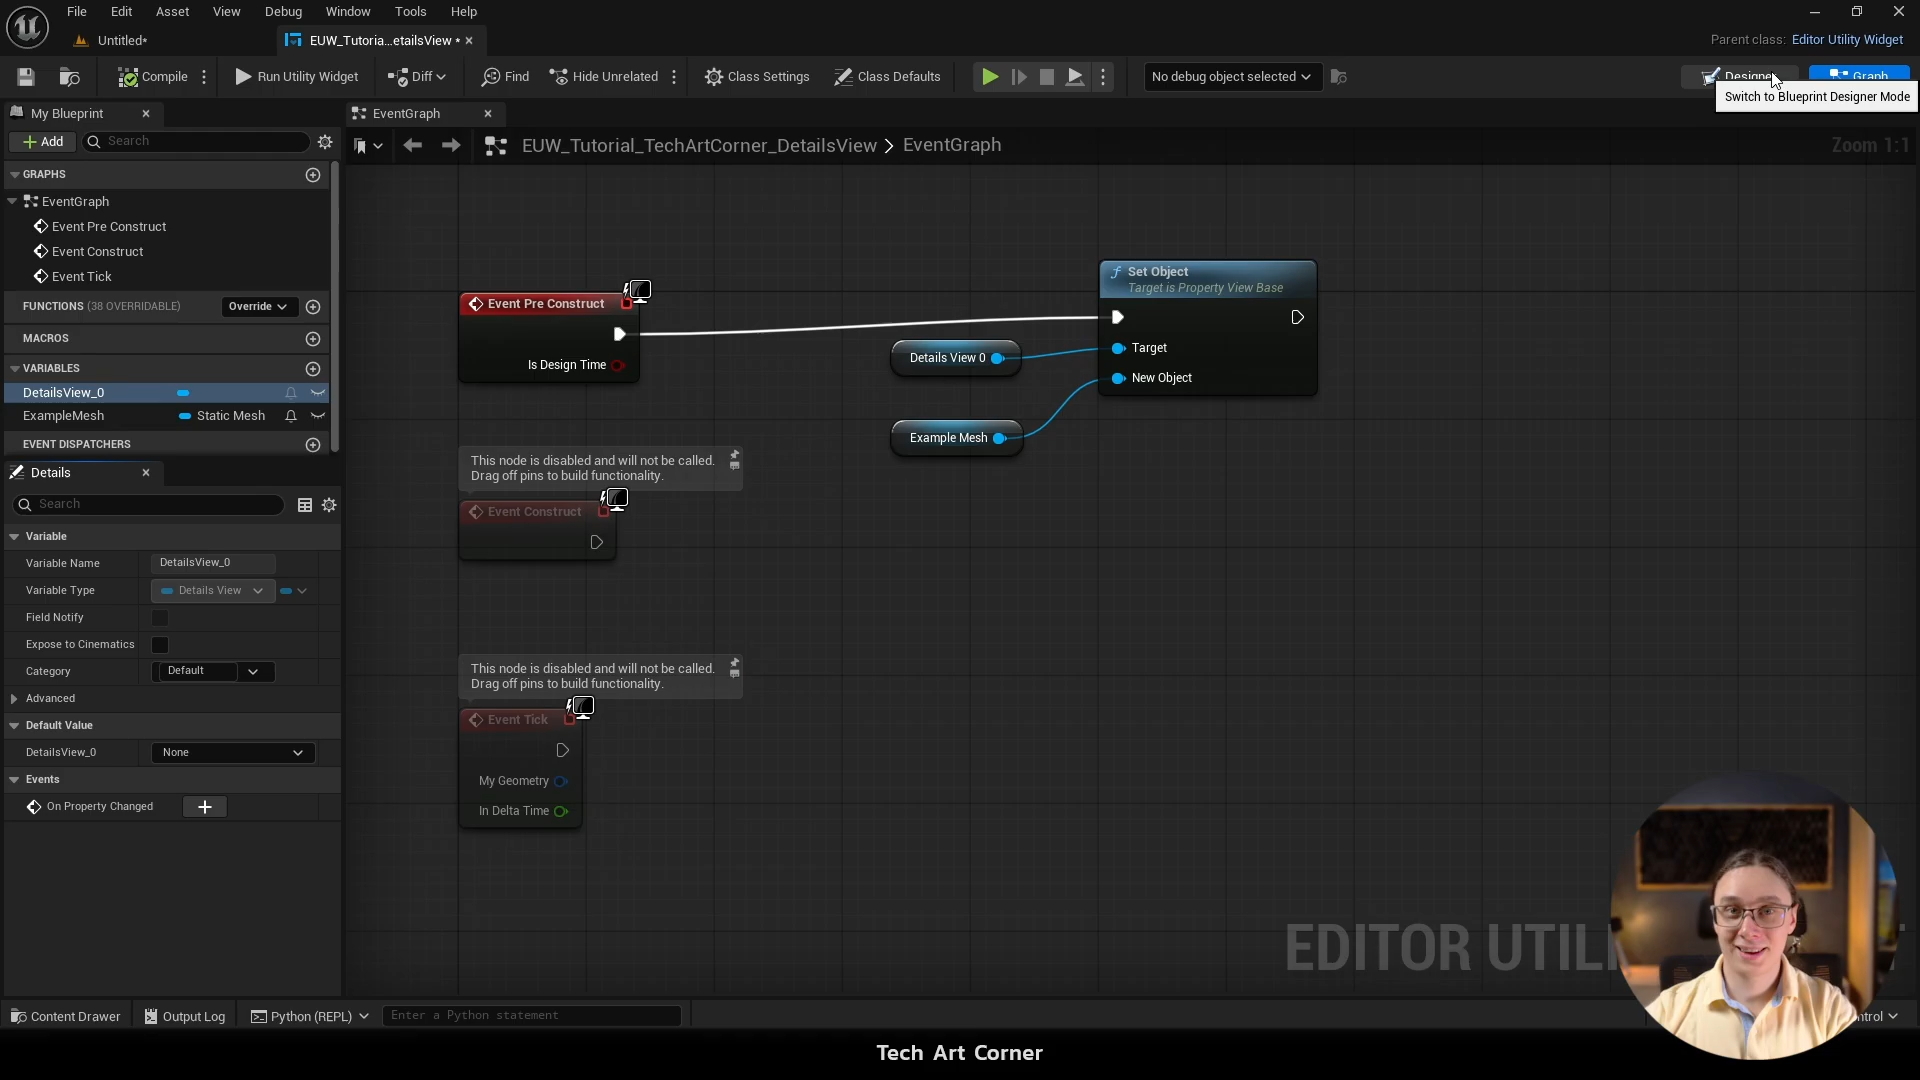 File Edit Asset View Debug Window Tools Help
Untitled*
EUW_Tutoria...etailsView *
Parent class: Editor Utility Widget
Compile
Run Utility Widget
Diff
Find
Hide Unrelated
Class Settings
Class Defaults
No debug object selected
Designe
Graph
Switch to Blueprint Designer Mode
My Blueprint
EventGraph
Add
Search
EUW_Tutorial_TechArtCorner_DetailsView > EventGraph
Zoom 1:1
GRAPHS
EventGraph
Event Pre Construct
Event Construct
Event Tick
FUNCTIONS (38 OVERRIDABLE)
Override
MACROS
VARIABLES
DetailsView_0
ExampleMesh
Static Mesh
EVENT DISPATCHERS
Details
Search
Variable
Variable Name
DetailsView_0
Variable Type
Details View
Field Notify
Expose to Cinematics
Category
Default
Advanced
Default Value
DetailsView_0
None
Events
On Property Changed
Event Pre Construct
Is Design Time
Set Object
Target is Property View Base
Details View 0
Target
New Object
Example Mesh
This node is disabled and will not be called.
Drag off pins to build functionality.
Event Construct
This node is disabled and will not be called.
Drag off pins to build functionality.
Event Tick
My Geometry
In Delta Time
EDITOR UTIL
Content Drawer
Output Log
Python (REPL)
Enter a Python statement
ntrol
Tech Art Corner